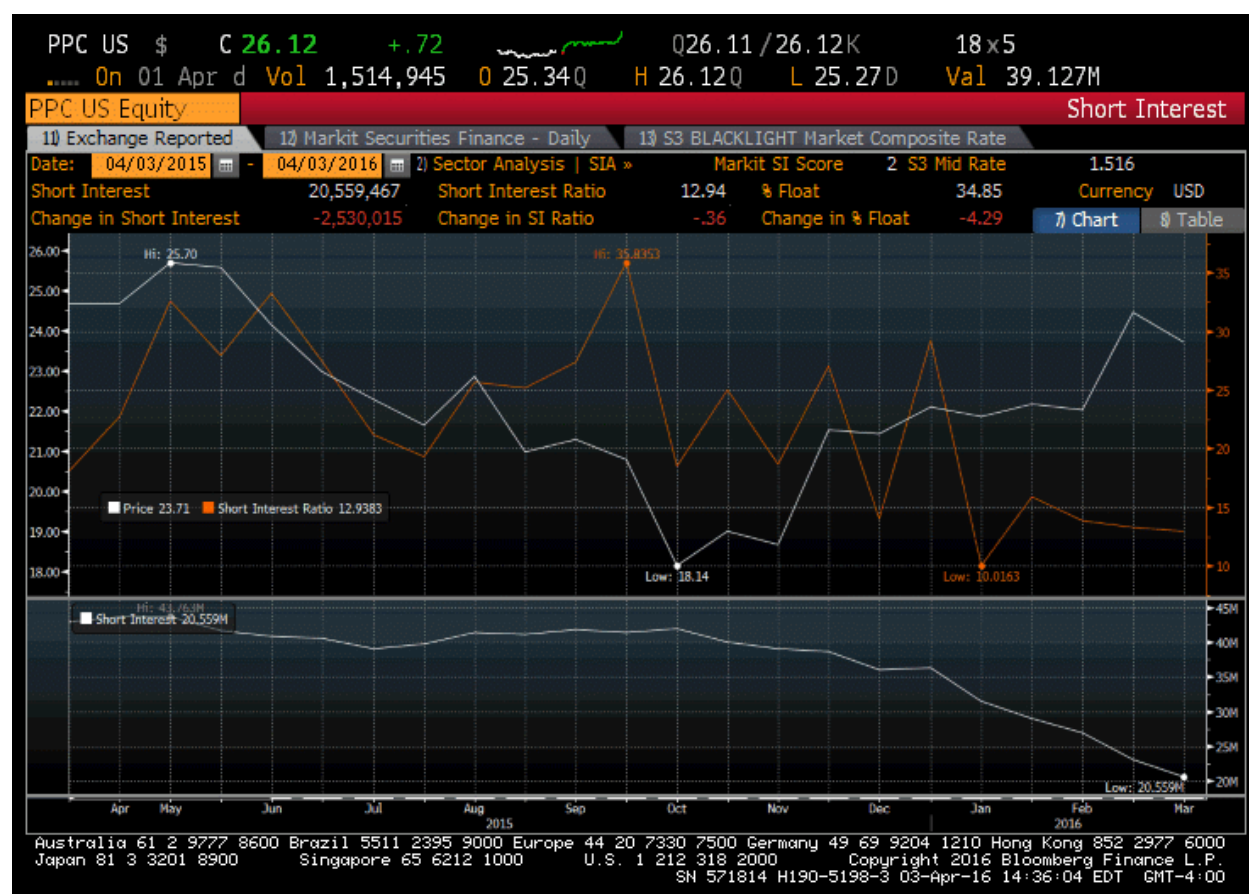 PPC US $ C 26.12 +.72 Q26.11/26.12K 18x5
On 01 Apr d Vol 1,514,945 O 25.34Q H 26.12Q L 25.27D Val 39.127M
PPC US Equity Short Interest
11) Exchange Reported 12) Markit Securities Finance - Daily 13) S3 BLACKLIGHT Market Composite Rate
Date: 04/03/2015 - 04/03/2016 2) Sector Analysis | SIA » Markit SI Score 2 S3 Mid Rate 1.516
Short Interest 20,559,467 Short Interest Ratio 12.94 % Float 34.85 Currency USD
Change in Short Interest -2,530,015 Change in SI Ratio -.36 Change in % Float -4.29 7) Chart 8) Table
Hi: 25.70 Hi: 35.8353
26.00
25.00
24.00
23.00
22.00
21.00
20.00
19.00
18.00
35
30
25
20
15
10
Price 23.71 Short Interest Ratio 12.9383
Low: 18.14 Low: 10.0163
Hi: 43.763M
Short Interest 20.559M
45M
40M
35M
30M
25M
20M
Low: 20.559M
Apr May Jun Jul Aug Sep Oct Nov Dec Jan Feb Mar
2015 2016
Australia 61 2 9777 8600 Brazil 5511 2395 9000 Europe 44 20 7330 7500 Germany 49 69 9204 1210 Hong Kong 852 2977 6000
Japan 81 3 3201 8900 Singapore 65 6212 1000 U.S. 1 212 318 2000 Copyright 2016 Bloomberg Finance L.P.
SN 571814 H190-5198-3 03-Apr-16 14:36:04 EDT GMT-4:00